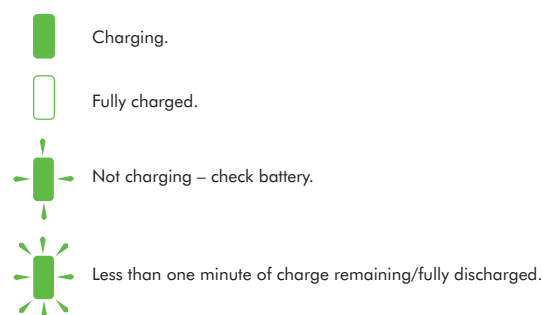 Charging.
Fully charged.
Not charging – check battery.
Less than one minute of charge remaining/fully discharged.